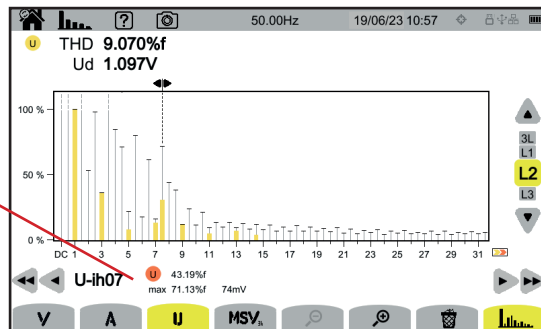 50.00Hz
19/06/23 10:57
U
THD 9.070%f
Ud 1.097V
100 %
50 %
0 %
DC 1 3 5 7 9 11 13 15 17 19 21 23 25 27 29 31
3L
L1
L2
L3
U-ih07
U 43.19%f
max 71.13%f 74mV
V
A
U
MSV